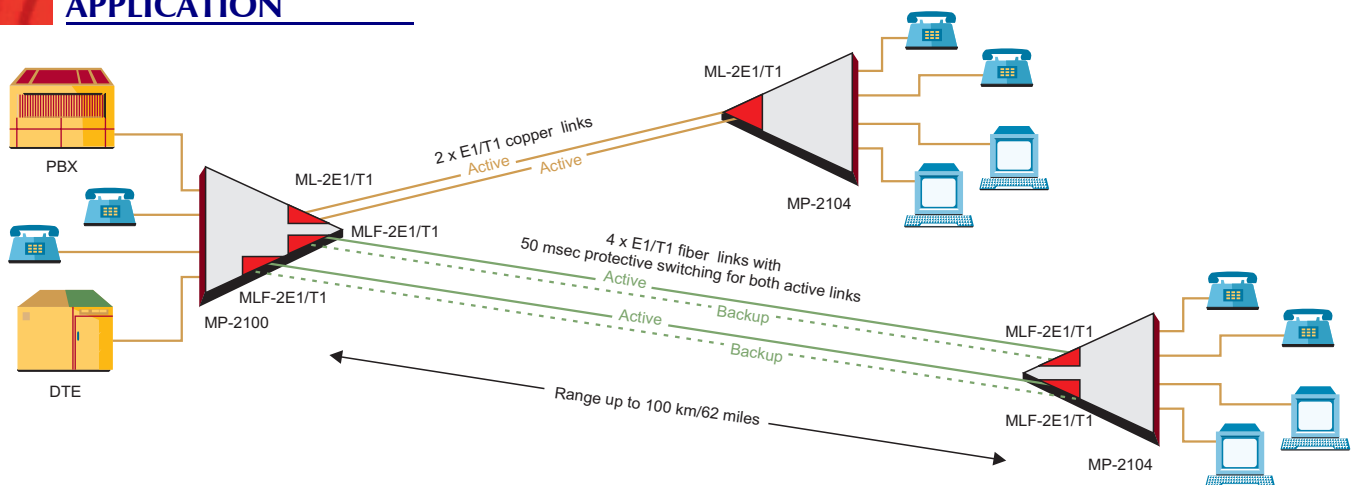 APPLICATION
ML-2E1/T1
PBX
2 x E1/T1 copper links
Active
Active
ML-2E1/T1
MP-2104
MLF-2E1/T1
4 x E1/T1 fiber links with
50 msec protective switching for both active links
Active
Backup
MLF-2E1/T1
MP-2100
Active
Backup
MLF-2E1/T1
DTE
Range up to 100 km/62 miles
MLF-2E1/T1
MP-2104